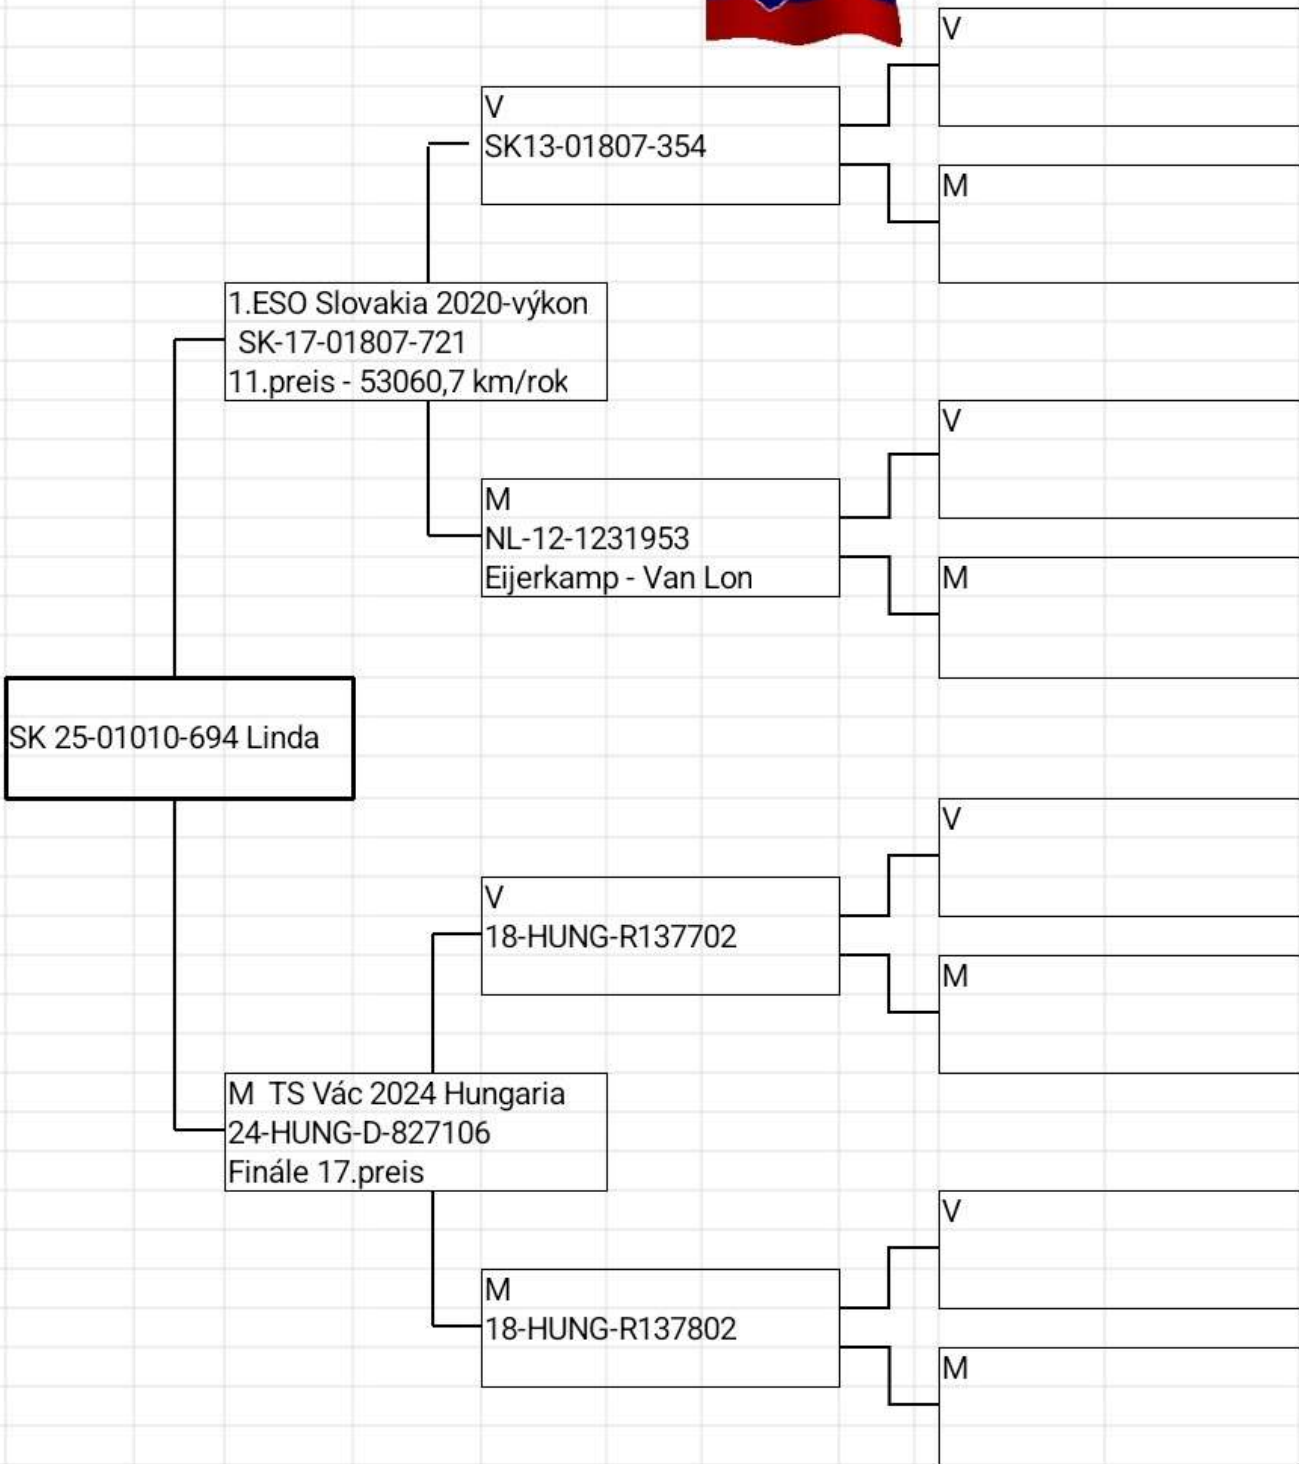 V
V
SK13-01807-354
M
1.ESO Slovakia 2020-výkon
SK-17-01807-721
11.preis - 53060,7 km/rok
V
M
NL-12-1231953
Eijerkamp - Van Lon
M
SK 25-01010-694 Linda
V
V
18-HUNG-R137702
M
M TS Vác 2024 Hungaria
24-HUNG-D-827106
Finále 17.preis
V
M
18-HUNG-R137802
M